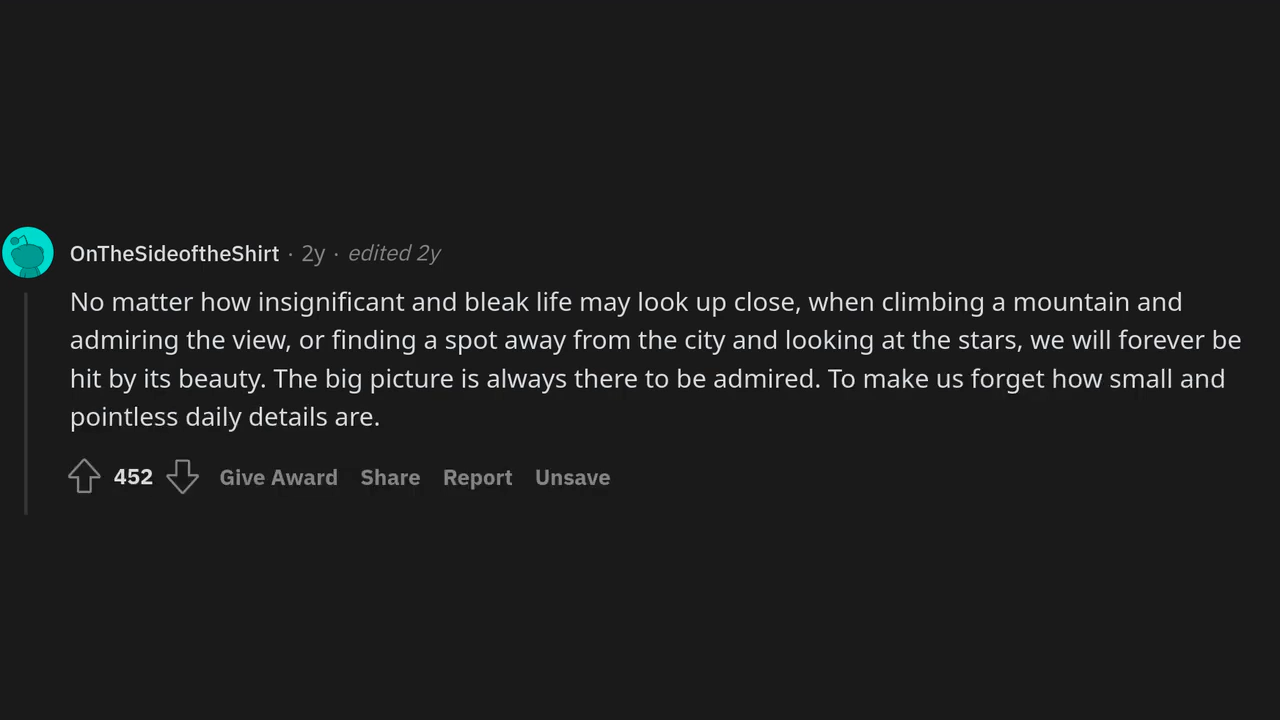 OnTheSideoftheShirt · 2y · edited 2y
No matter how insignificant and bleak life may look up close, when climbing a mountain and
admiring the view, or finding a spot away from the city and looking at the stars, we will forever be
hit by its beauty. The big picture is always there to be admired. To make us forget how small and
pointless daily details are.
452 Give Award Share Report Unsave